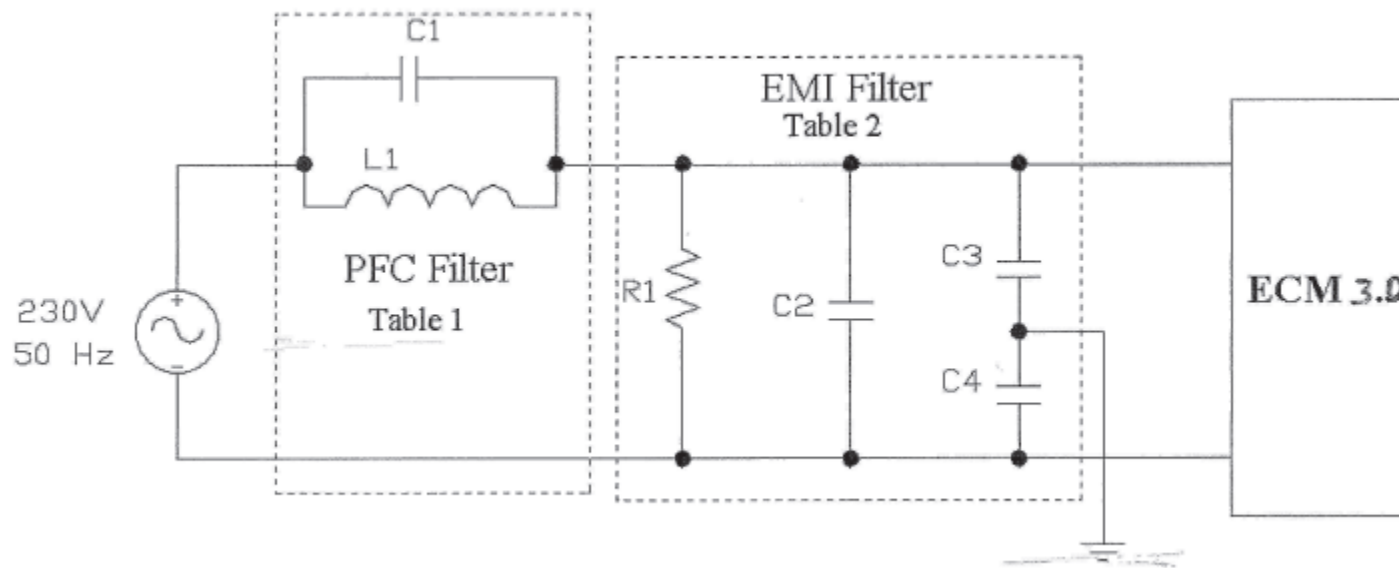 C1
EMI Filter
Table 2
L1
PFC Filter
Table 1
230V
50 Hz
R1
C2
C3
C4
ECM 3.0